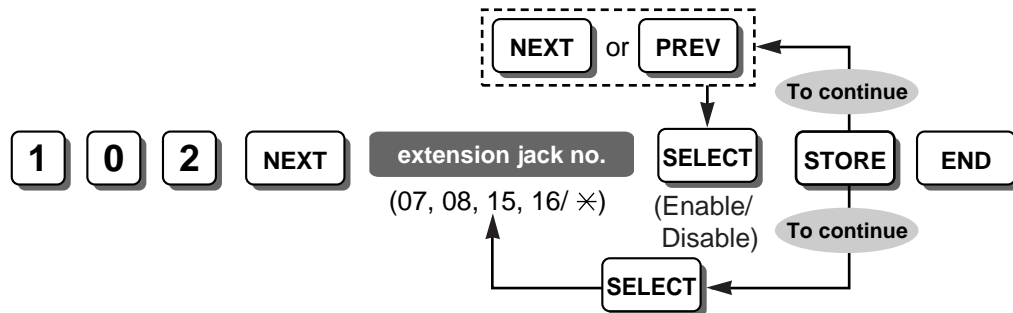 NEXT or PREV
To continue
1 0 2 NEXT extension jack no. SELECT STORE END
(07, 08, 15, 16/ ✳)
(Enable/
Disable)
To continue
SELECT